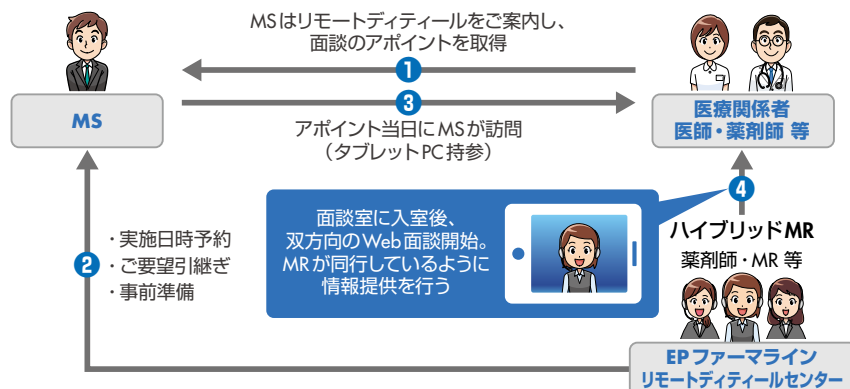 MSはリモートディティールをご案内し、
面談のアポイントを取得
1
3
MS
医療関係者
医師・薬剤師 等
アポイント当日にMSが訪問
(タブレットPC持参)
4
面談室に入室後、
双方向のWeb面談開始。
MRが同行しているように
情報提供を行う
ハイブリッドMR
薬剤師・MR 等
2
・実施日時予約
・ご要望引継ぎ
・事前準備
EPファーマライン
リモートディティールセンター